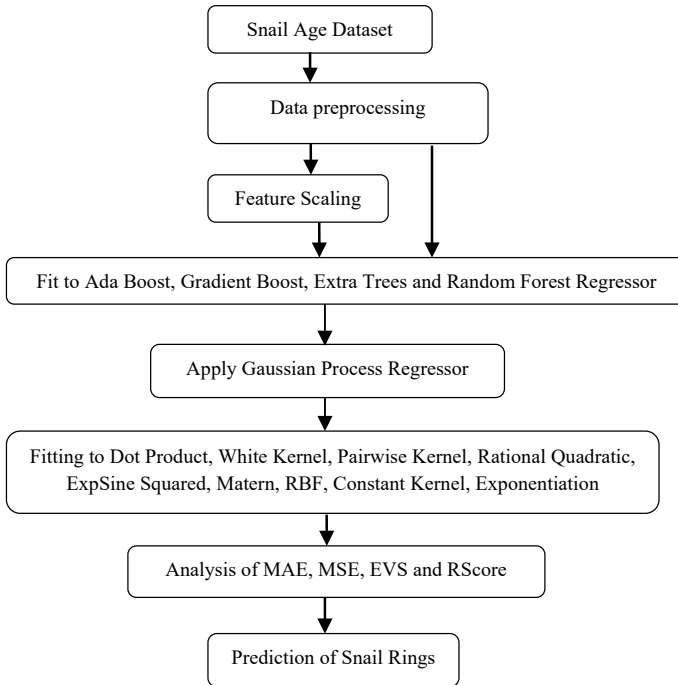 Snail Age Dataset
Data preprocessing
Feature Scaling
Fit to Ada Boost, Gradient Boost, Extra Trees and Random Forest Regressor
Apply Gaussian Process Regressor
Fitting to Dot Product, White Kernel, Pairwise Kernel, Rational Quadratic,
ExpSine Squared, Matern, RBF, Constant Kernel, Exponentiation
Analysis of MAE, MSE, EVS and RScore
Prediction of Snail Rings